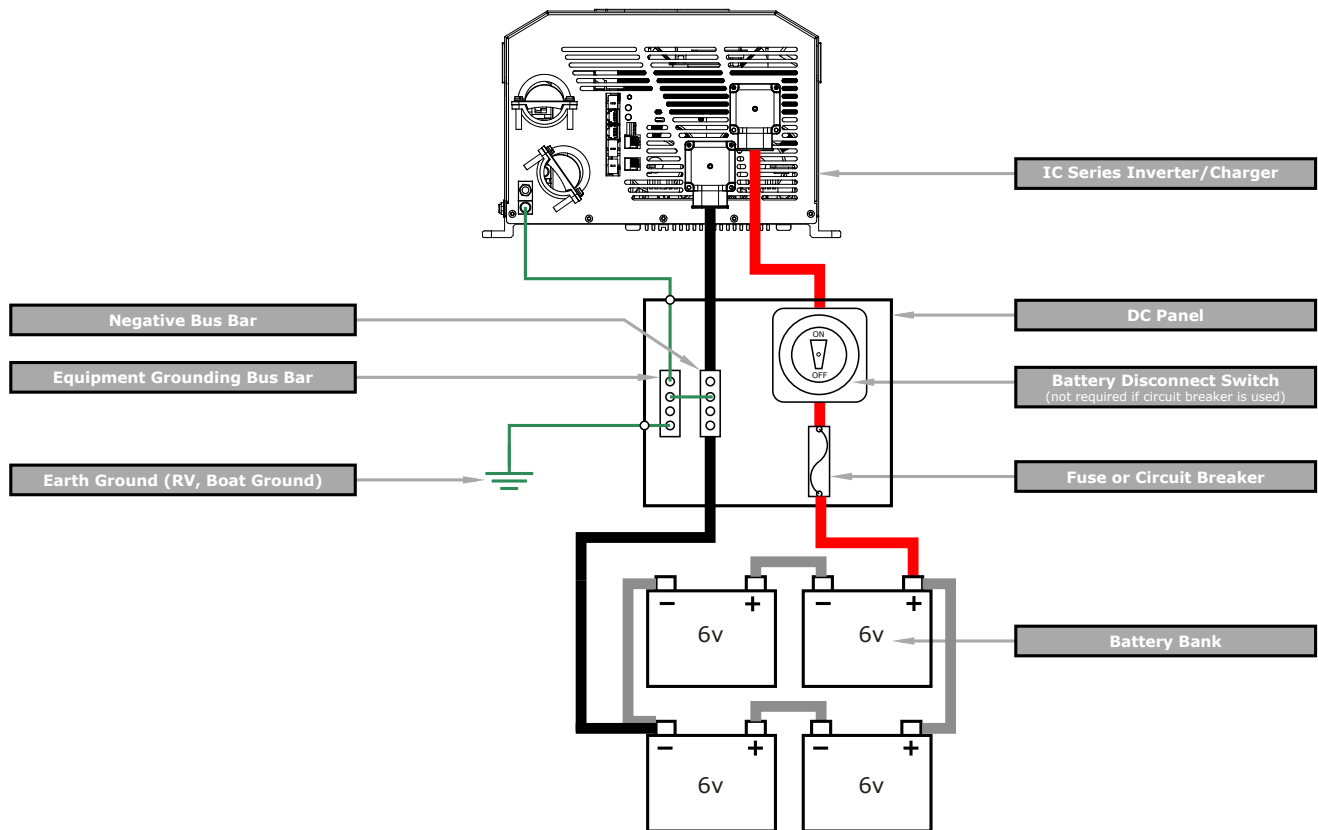 IC Series Inverter/Charger
Negative Bus Bar
DC Panel
ON
OFF
Equipment Grounding Bus Bar
Battery Disconnect Switch
(not required if circuit breaker is used)
Earth Ground (RV, Boat Ground)
Fuse or Circuit Breaker
− + − +
6v 6v
Battery Bank
− + − +
6v 6v